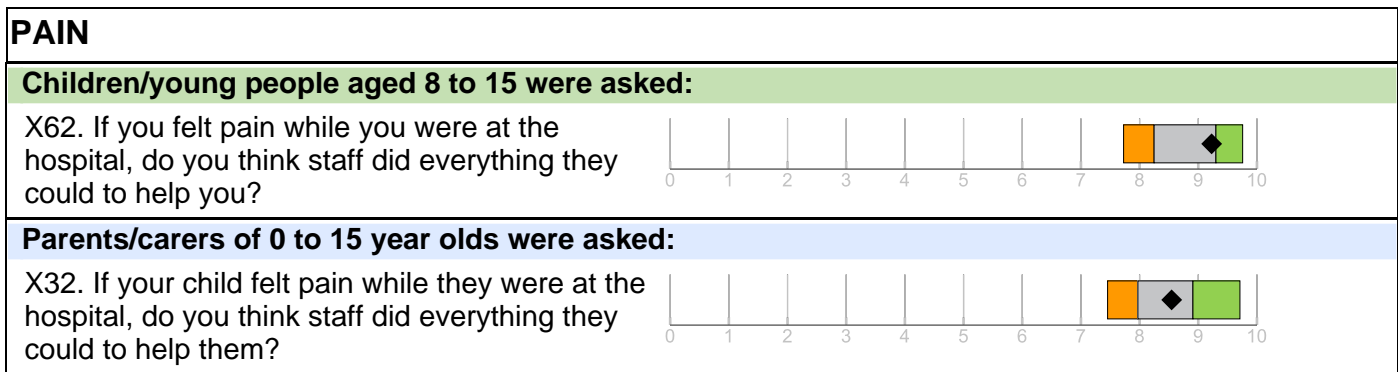 PAIN
Children/young people aged 8 to 15 were asked:
X62. If you felt pain while you were at the
hospital, do you think staff did everything they
could to help you?
0 1 2 3 4 5 6 7 8 9 10
Parents/carers of 0 to 15 year olds were asked:
X32. If your child felt pain while they were at the
hospital, do you think staff did everything they
could to help them?
0 1 2 3 4 5 6 7 8 9 10